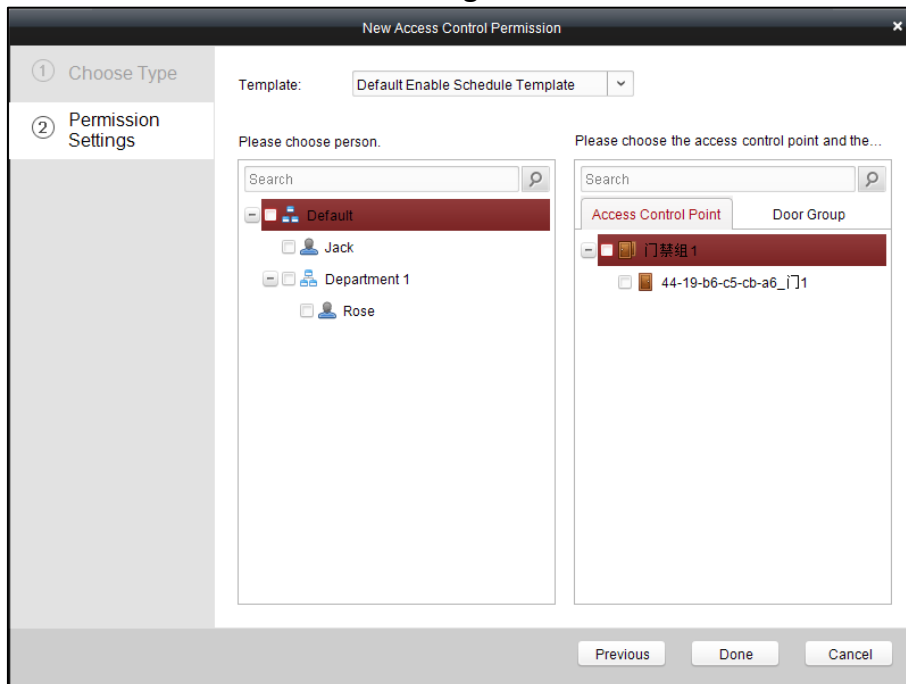 New Access Control Permission
1 Choose Type
2 Permission
Settings
Template: Default Enable Schedule Template
Please choose person.
Please choose the access control point and the...
Search
Search
Default
Jack
Department 1
Rose
Access Control Point
Door Group
门禁组1
44-19-b6-c5-cb-a6_门1
Previous
Done
Cancel